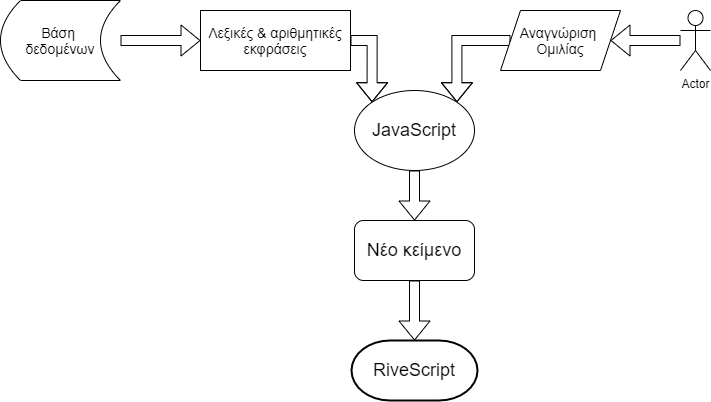 Βάση
δεδομένων
Λεξικές & αριθμητικές
εκφράσεις
Αναγνώριση
Ομιλίας
Actor
JavaScript
Νέο κείμενο
RiveScript